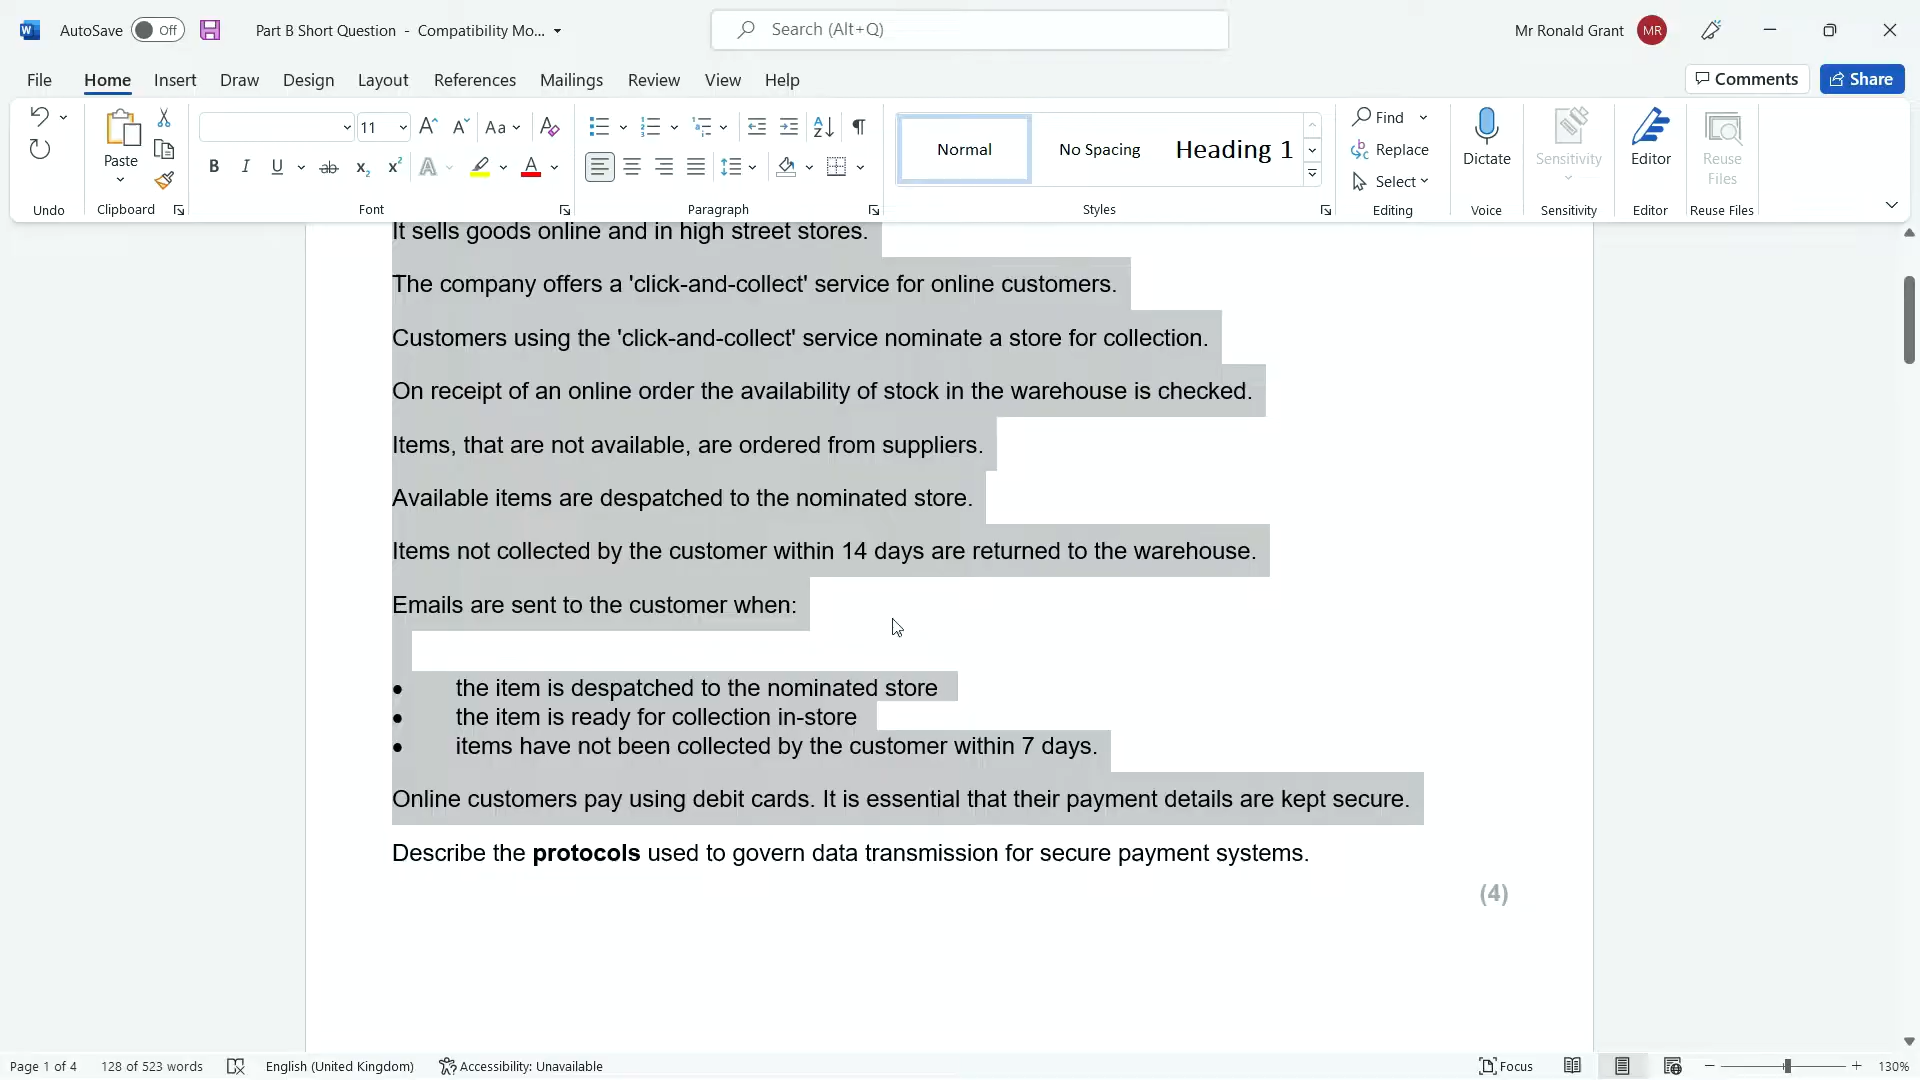 AutoSave Off Part B Short Question - Compatibility Mo... Search (Alt+Q) Mr Ronald Grant MR
File Home Insert Draw Design Layout References Mailings Review View Help Comments Share
11 Aa Find
Paste Normal No Spacing Heading 1 Replace Dictate Sensitivity Editor Reuse Files
B I U ab x₂ x² A A Select
Undo Clipboard Font Paragraph Styles Editing Voice Sensitivity Editor Reuse Files
It sells goods online and in high street stores.
The company offers a 'click-and-collect' service for online customers.
Customers using the 'click-and-collect' service nominate a store for collection.
On receipt of an online order the availability of stock in the warehouse is checked.
Items, that are not available, are ordered from suppliers.
Available items are despatched to the nominated store.
Items not collected by the customer within 14 days are returned to the warehouse.
Emails are sent to the customer when:
• the item is despatched to the nominated store
• the item is ready for collection in-store
• items have not been collected by the customer within 7 days.
Online customers pay using debit cards. It is essential that their payment details are kept secure.
Describe the protocols used to govern data transmission for secure payment systems.
(4)
Page 1 of 4 128 of 523 words English (United Kingdom) Accessibility: Unavailable Focus 130%